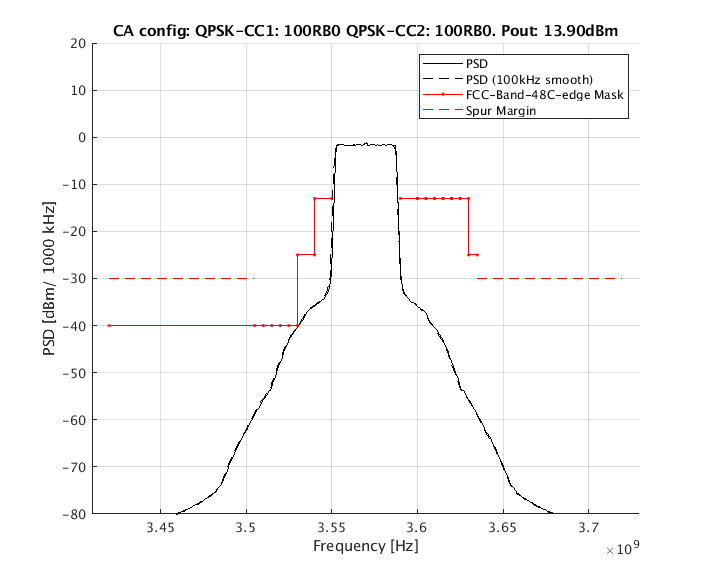 CA config: QPSK-CC1: 100RB0 QPSK-CC2: 100RB0. Pout: 13.90dBm
PSD
PSD (100kHz smooth)
FCC-Band-48C-edge Mask
Spur Margin
20
10
0
-10
-20
-30
-40
-50
-60
-70
-80
PSD [dBm/ 1000 kHz]
3.45 3.5 3.55 3.6 3.65 3.7
Frequency [Hz]
×10^9